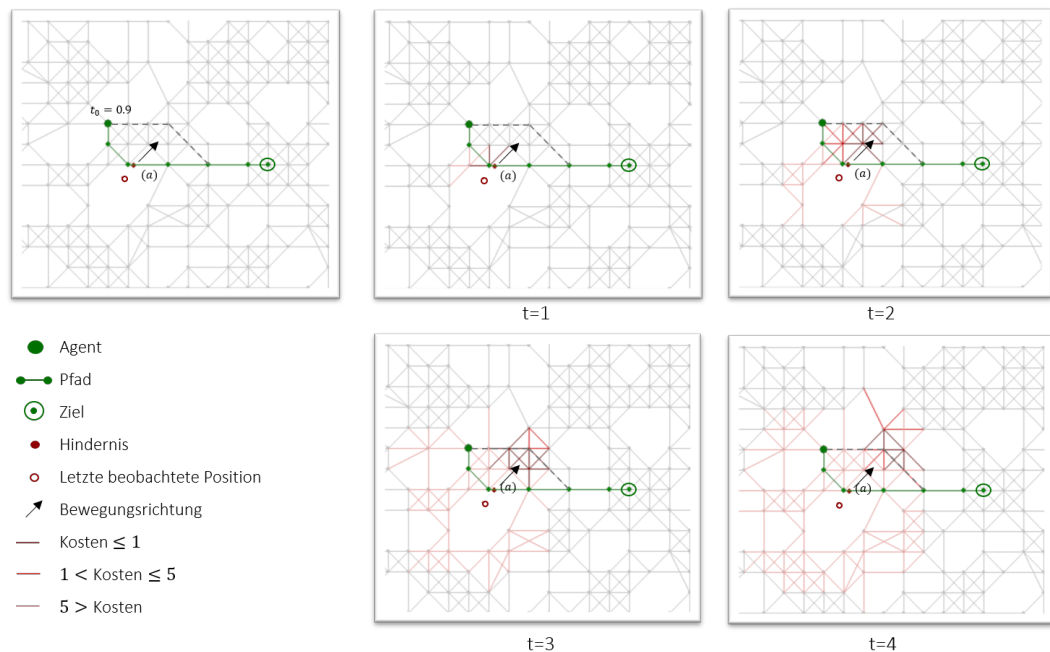 t₀ = 0.9
(a)
(a)
(a)
t=1
t=2
Agent
Pfad
Ziel
Hindernis
Letzte beobachtete Position
Bewegungsrichtung
Kosten ≤ 1
1 < Kosten ≤ 5
5 > Kosten
(a)
(a)
t=3
t=4